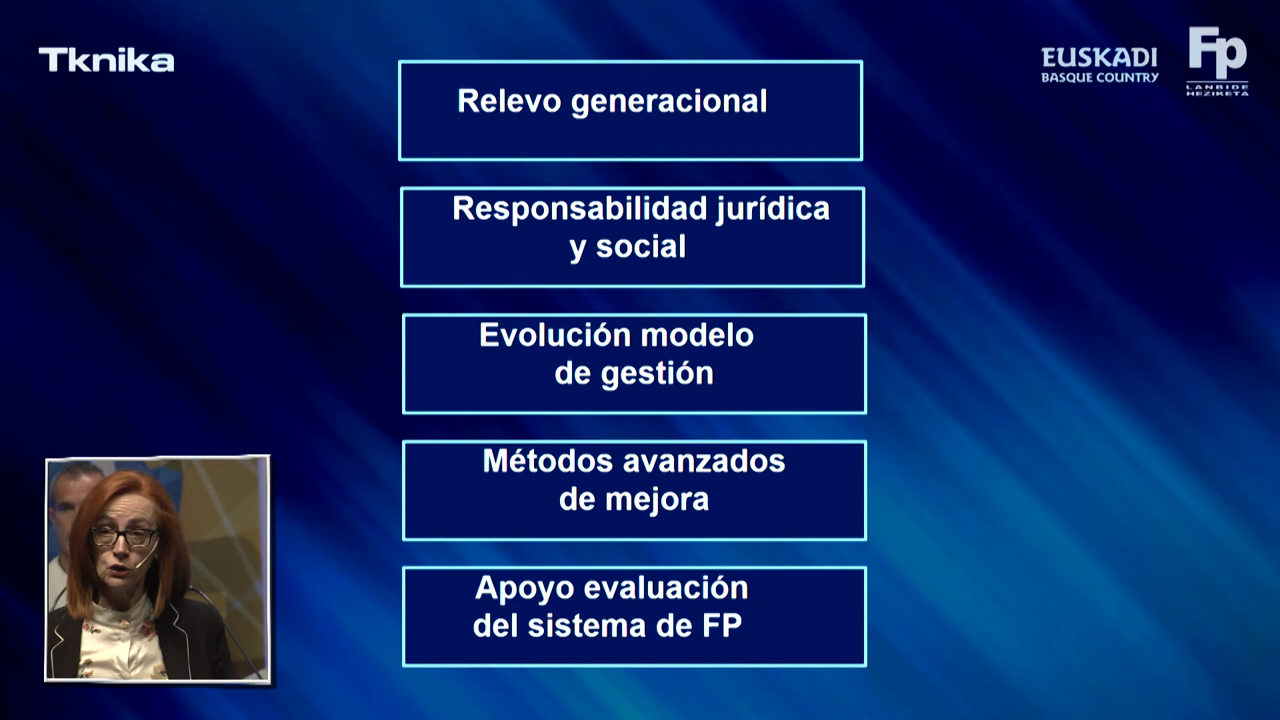 Tknika
EUSKADI
BASQUE COUNTRY
Fp
LANBIDE
HEZIKETA
Relevo generacional
Responsabilidad jurídica
y social
Evolución modelo
de gestión
Métodos avanzados
de mejora
Apoyo evaluación
del sistema de FP